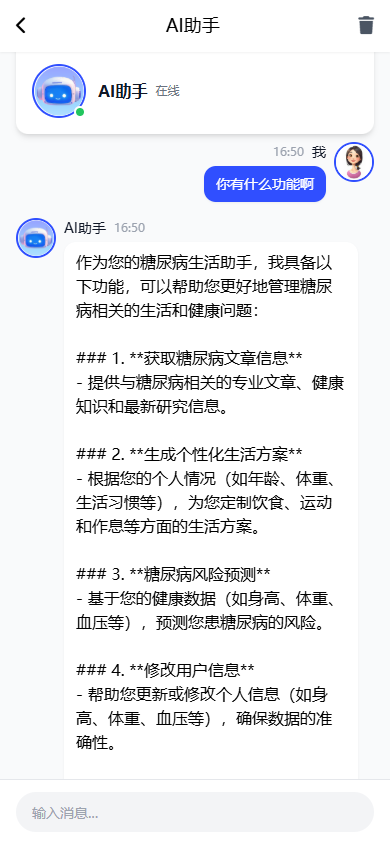 AI助手
AI助手 在线
16:50 我
你有什么功能啊
AI助手 16:50
作为您的糖尿病生活助手，我具备以
下功能，可以帮助您更好地管理糖尿
病相关的生活和健康问题：
### 1. **获取糖尿病文章信息**
- 提供与糖尿病相关的专业文章、健康
知识和最新研究信息。
### 2. **生成个性化生活方案**
- 根据您的个人情况（如年龄、体重、
生活习惯等），为您定制饮食、运动
和作息等方面的生活方案。
### 3. **糖尿病风险预测**
- 基于您的健康数据（如身高、体重、
血压等），预测您患糖尿病的风险。
### 4. **修改用户信息**
- 帮助您更新或修改个人信息（如身
高、体重、血压等），确保数据的准
确性。
输入消息...